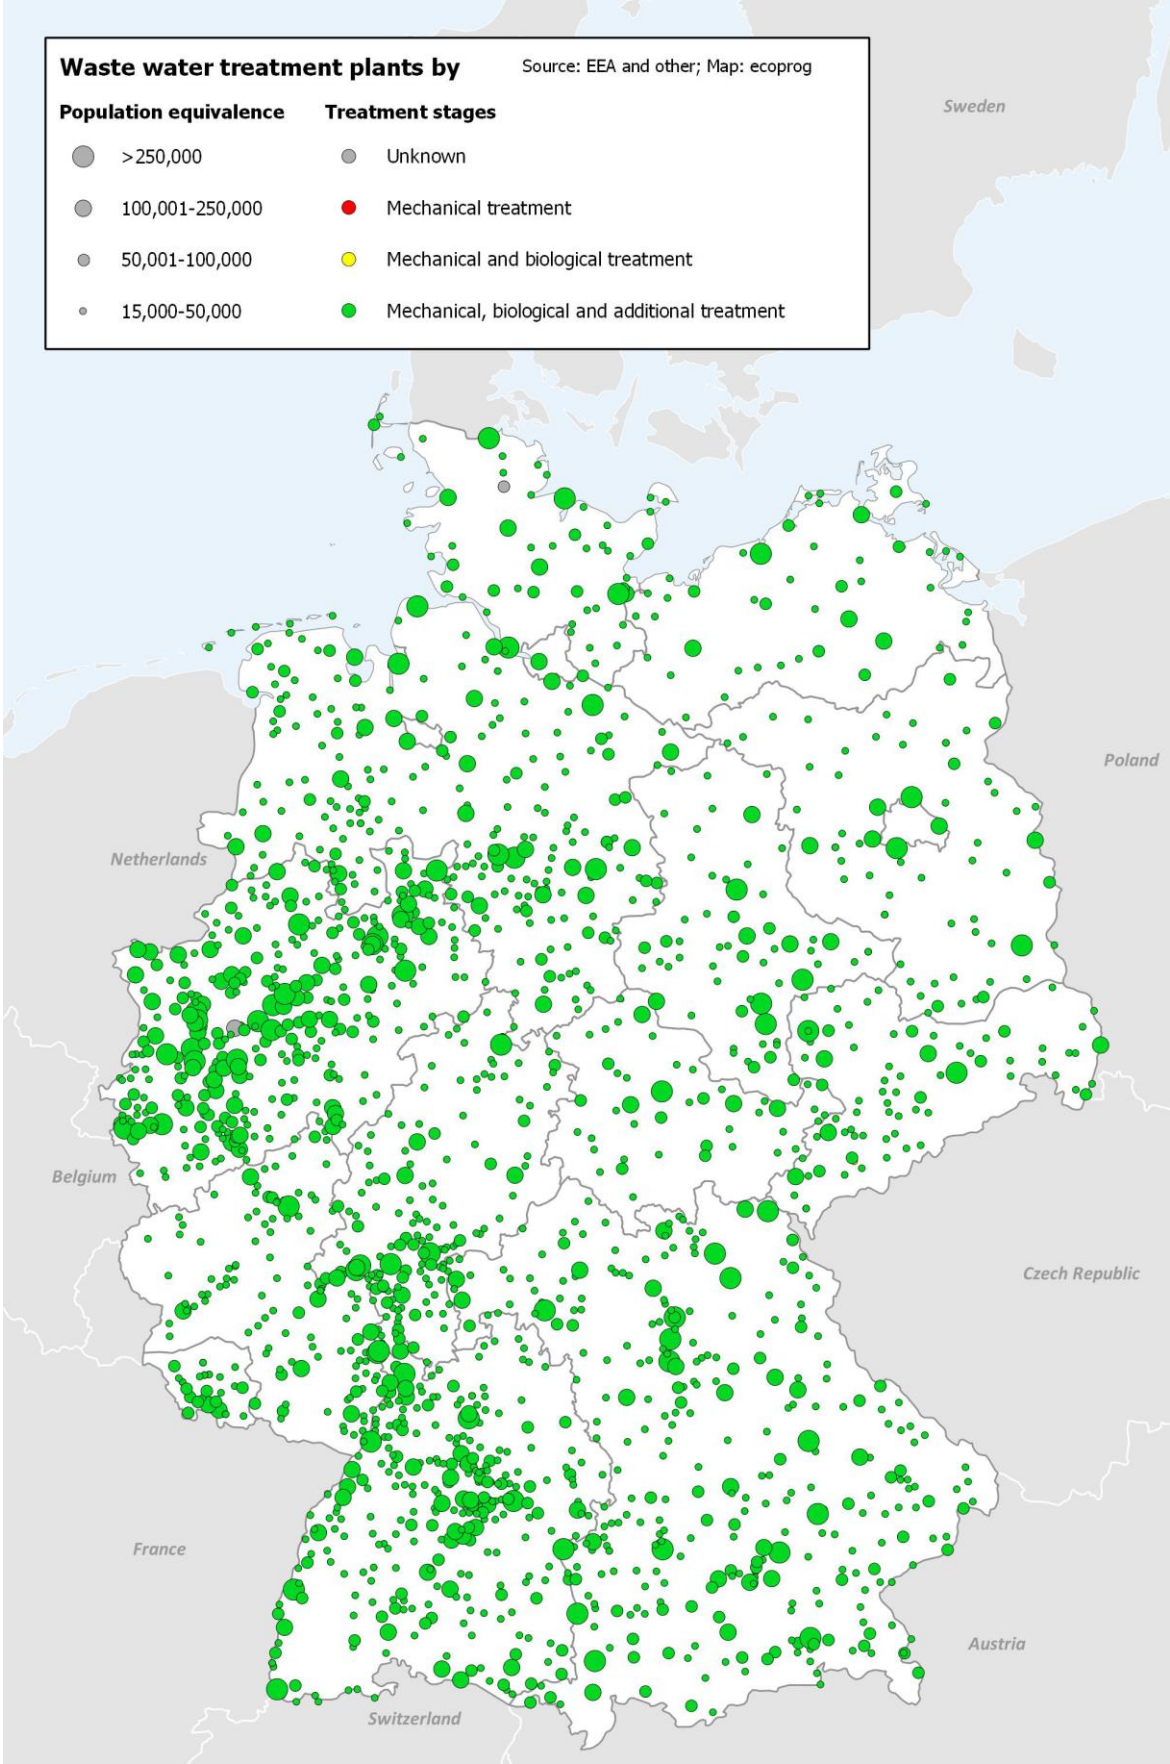 Waste water treatment plants by
Source: EEA and other; Map: ecoprog
Population equivalence
Treatment stages
>250,000
Unknown
100,001-250,000
Mechanical treatment
50,001-100,000
Mechanical and biological treatment
15,000-50,000
Mechanical, biological and additional treatment
Sweden
Poland
Netherlands
Belgium
Czech Republic
France
Austria
Switzerland